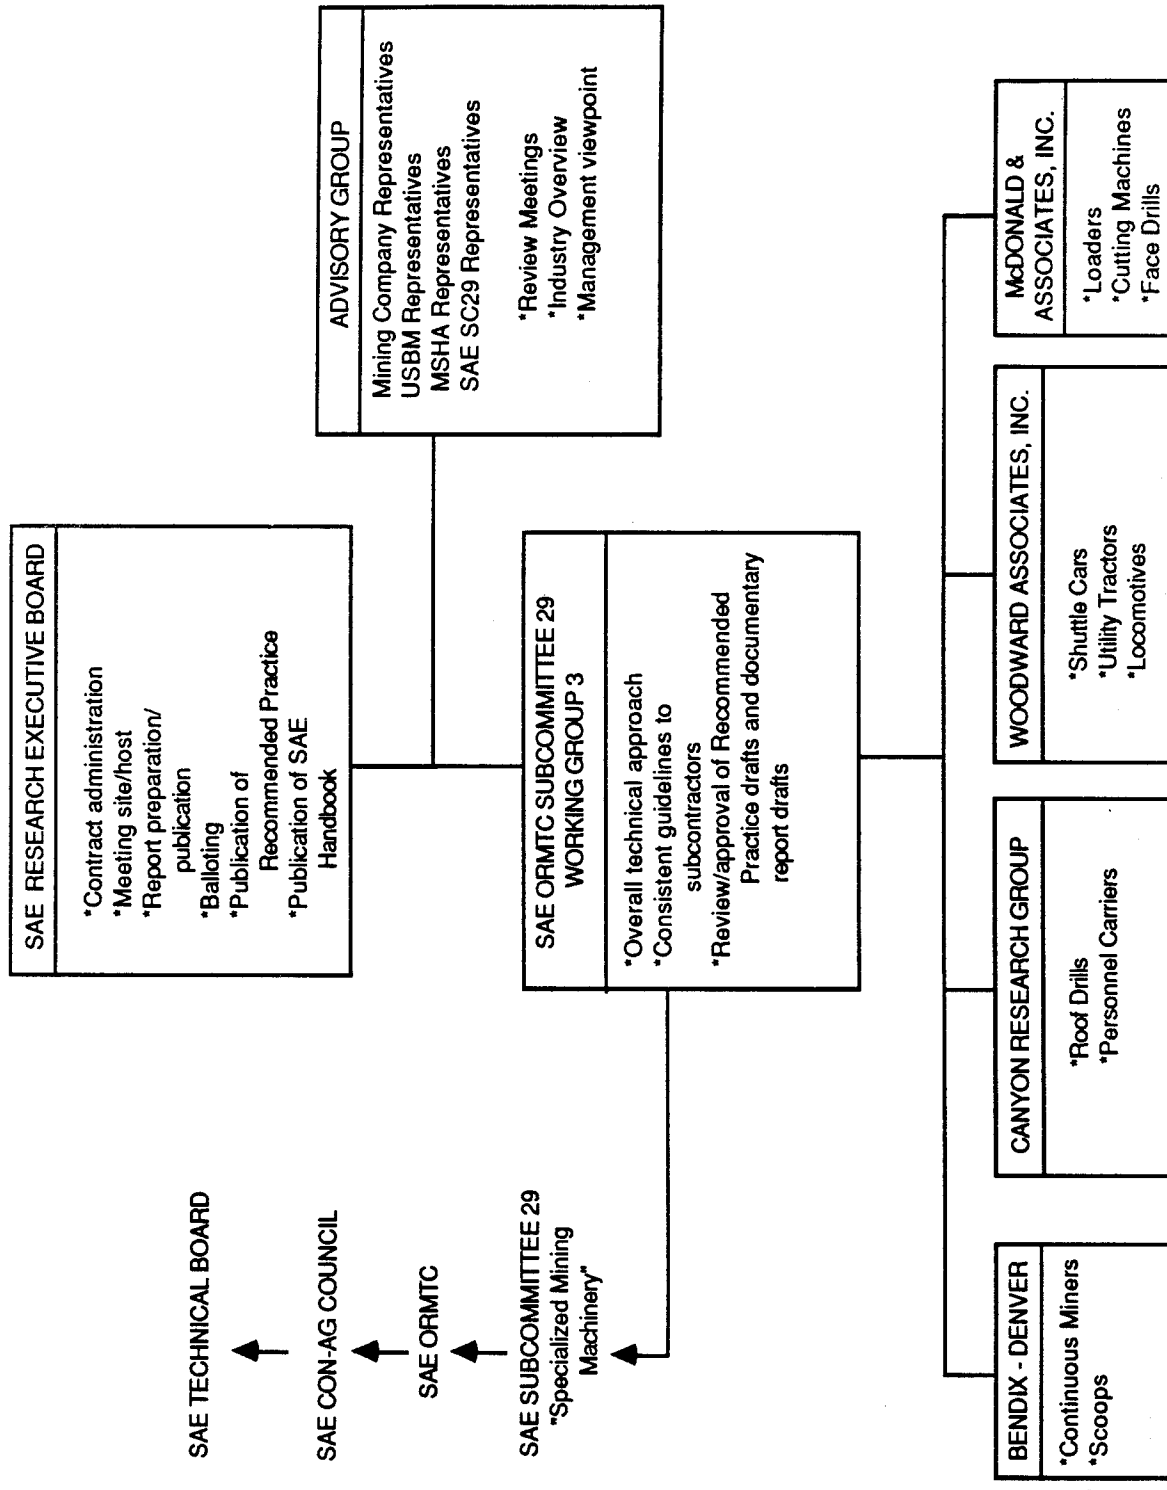 SAE RESEARCH EXECUTIVE BOARD
*Contract administration
*Meeting site/host
*Report preparation/
publication
*Balloting
*Publication of
Recommended Practice
*Publication of SAE
Handbook
ADVISORY GROUP
Mining Company Representatives
USBM Representatives
MSHA Representatives
SAE SC29 Representatives
*Review Meetings
*Industry Overview
*Management viewpoint
SAE TECHNICAL BOARD
SAE CON-AG COUNCIL
SAE ORMTC
SAE SUBCOMMITTEE 29
"Specialized Mining
Machinery"
SAE ORMTC SUBCOMMITTEE 29
WORKING GROUP 3
*Overall technical approach
*Consistent guidelines to
subcontractors
*Review/approval of Recommended
Practice drafts and documentary
report drafts
BENDIX - DENVER
*Continuous Miners
*Scoops
CANYON RESEARCH GROUP
*Roof Drills
*Personnel Carriers
WOODWARD ASSOCIATES, INC.
*Shuttle Cars
*Utility Tractors
*Locomotives
McDONALD &
ASSOCIATES, INC.
*Loaders
*Cutting Machines
*Face Drills